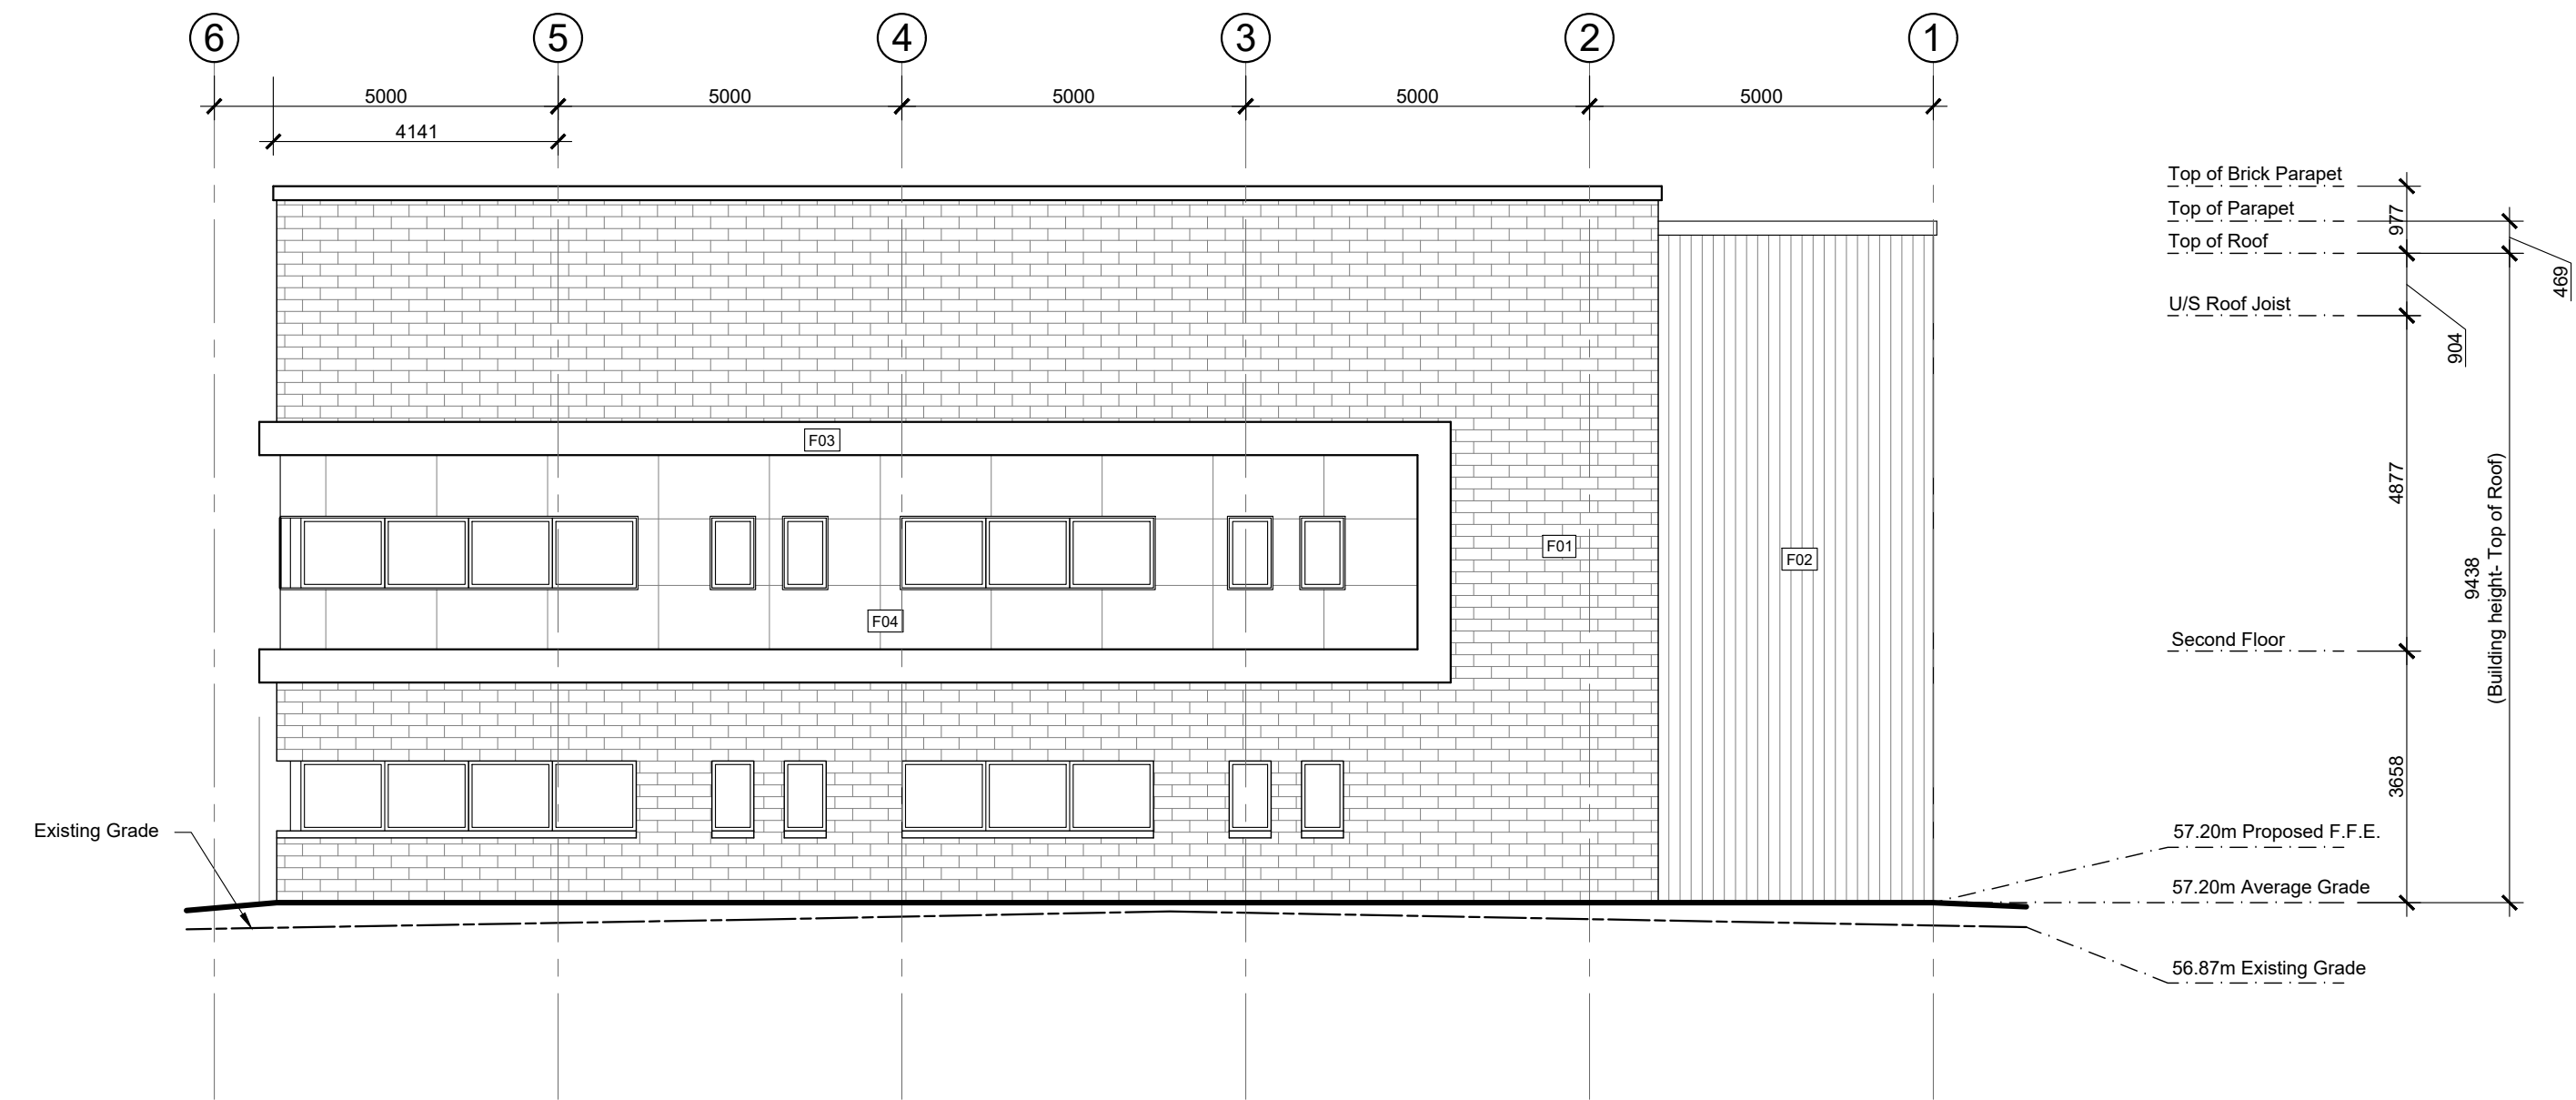 6 5 4 3 2 1
5000 5000 5000 5000 5000
4141
Top of Brick Parapet
977
Top of Parapet
Top of Roof
469
U/S Roof Joist
904
F03
4877
9438
(Building height- Top of Roof)
F01
F02
F04
Second Floor
3658
Existing Grade
57.20m Proposed F.F.E.
57.20m Average Grade
56.87m Existing Grade